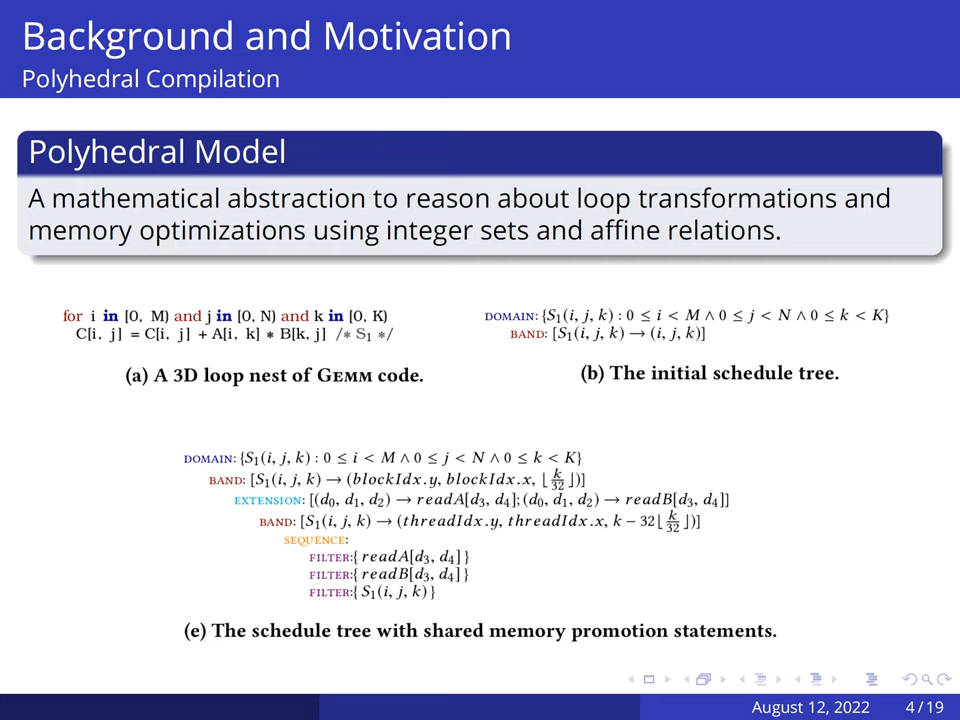 Background and Motivation
Polyhedral Compilation
Polyhedral Model
A mathematical abstraction to reason about loop transformations and
memory optimizations using integer sets and affine relations.
for i in [0, M) and j in [0, N) and k in [0, K)
C[i, j] = C[i, j] + A[i, k] * B[k, j] /* S₁ */
(a) A 3D loop nest of GEMM code.
DOMAIN: {S₁(i, j, k) : 0 ≤ i < M ∧ 0 ≤ j < N ∧ 0 ≤ k < K}
BAND: [S₁(i, j, k) → (i, j, k)]
(b) The initial schedule tree.
DOMAIN: {S₁(i, j, k) : 0 ≤ i < M ∧ 0 ≤ j < N ∧ 0 ≤ k < K}
BAND: [S₁(i, j, k) → (blockIdx.y, blockIdx.x, ⌊k/32⌋)]
EXTENSION: [(d₀, d₁, d₂) → readA[d₃, d₄]; (d₀, d₁, d₂) → readB[d₃, d₄]]
BAND: [S₁(i, j, k) → (threadIdx.y, threadIdx.x, k − 32⌊k/32⌋)]
SEQUENCE:
FILTER:{ readA[d₃, d₄] }
FILTER:{ readB[d₃, d₄] }
FILTER:{ S₁(i, j, k) }
(e) The schedule tree with shared memory promotion statements.
August 12, 2022 4/19